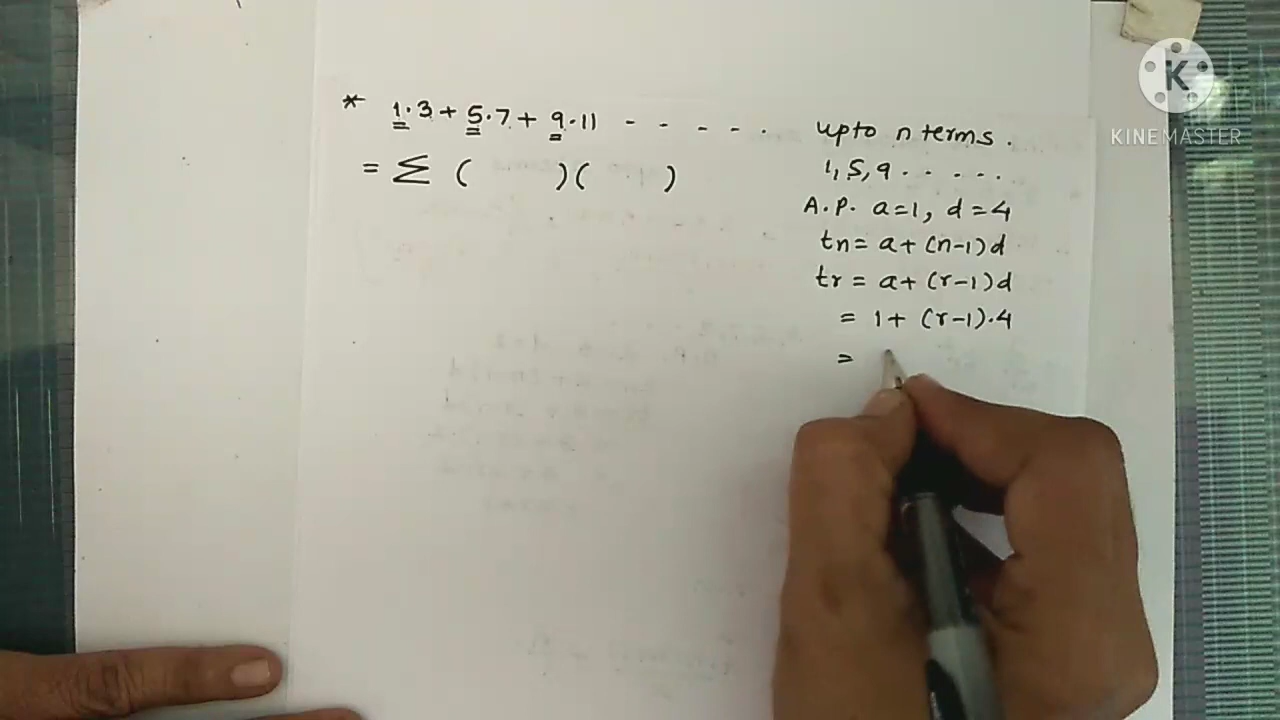 * 1.3 + 5.7 + 9.11 - - - - - . upto n terms.
= Σ ( )( )
1, 5, 9 . . . . .
A.P. a=1, d=4
tn = a + (n-1)d
tr = a + (r-1)d
= 1 + (r-1).4
=
K
KINEMASTER